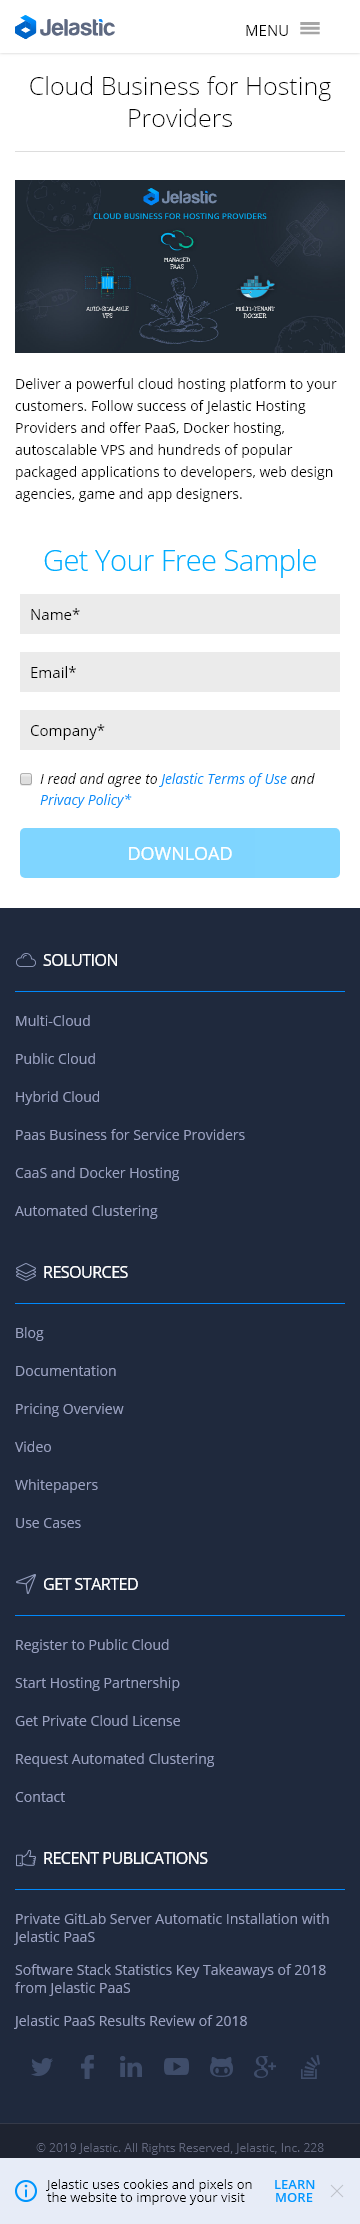 Jelastic
MENU
Cloud Business for Hosting
Providers
Jelastic
CLOUD BUSINESS FOR HOSTING PROVIDERS
MANAGED
PAAS
AUTO-SCALABLE
VPS
MULTI-TENANT
DOCKER
Deliver a powerful cloud hosting platform to your
customers. Follow success of Jelastic Hosting
Providers and offer PaaS, Docker hosting,
autoscalable VPS and hundreds of popular
packaged applications to developers, web design
agencies, game and app designers.
Get Your Free Sample
Name*
Email*
Company*
I read and agree to Jelastic Terms of Use and
Privacy Policy*
DOWNLOAD
SOLUTION
Multi-Cloud
Public Cloud
Hybrid Cloud
Paas Business for Service Providers
CaaS and Docker Hosting
Automated Clustering
RESOURCES
Blog
Documentation
Pricing Overview
Video
Whitepapers
Use Cases
GET STARTED
Register to Public Cloud
Start Hosting Partnership
Get Private Cloud License
Request Automated Clustering
Contact
RECENT PUBLICATIONS
Private GitLab Server Automatic Installation with
Jelastic PaaS
Software Stack Statistics Key Takeaways of 2018
from Jelastic PaaS
Jelastic PaaS Results Review of 2018
© 2019 Jelastic. All Rights Reserved, Jelastic, Inc. 228
Jelastic uses cookies and pixels on
the website to improve your visit
LEARN
MORE